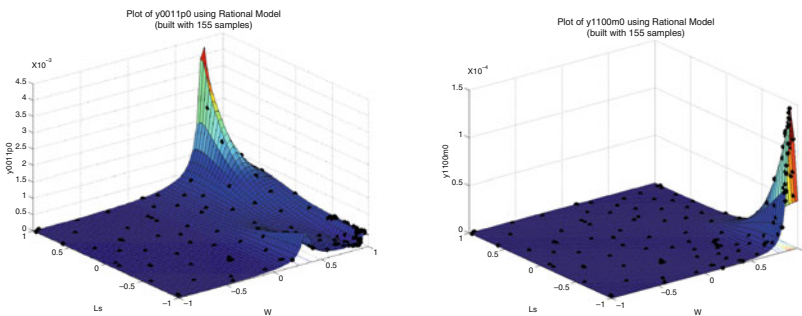 Plot of y0011p0 using Rational Model
(built with 155 samples)
X10⁻³
4.5
4
3.5
3
2.5
2
1.5
1
0.5
0
y0011p0
1
0.5
0
−0.5
−1
Ls
−1
−0.5
0
0.5
1
W
Plot of y1100m0 using Rational Model
(built with 155 samples)
X10⁻⁴
1.5
1
0.5
0
y1100m0
1
0.5
0
−0.5
−1
Ls
−1
−0.5
0
0.5
W